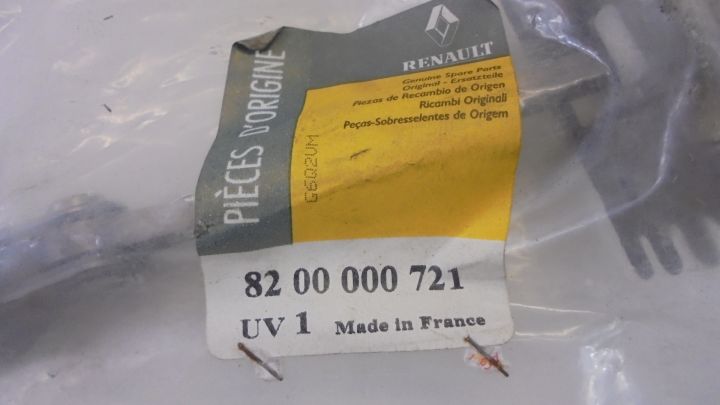 RENAULT
Genuine Spare Parts
Original - Ersatzteile
Piezas de Recambio de Origen
Ricambi Originali
Peças-Sobresselentes de Origem
PIÈCES D'ORIGINE
G6Q2VM
82 00 000 721
UV 1 Made in France